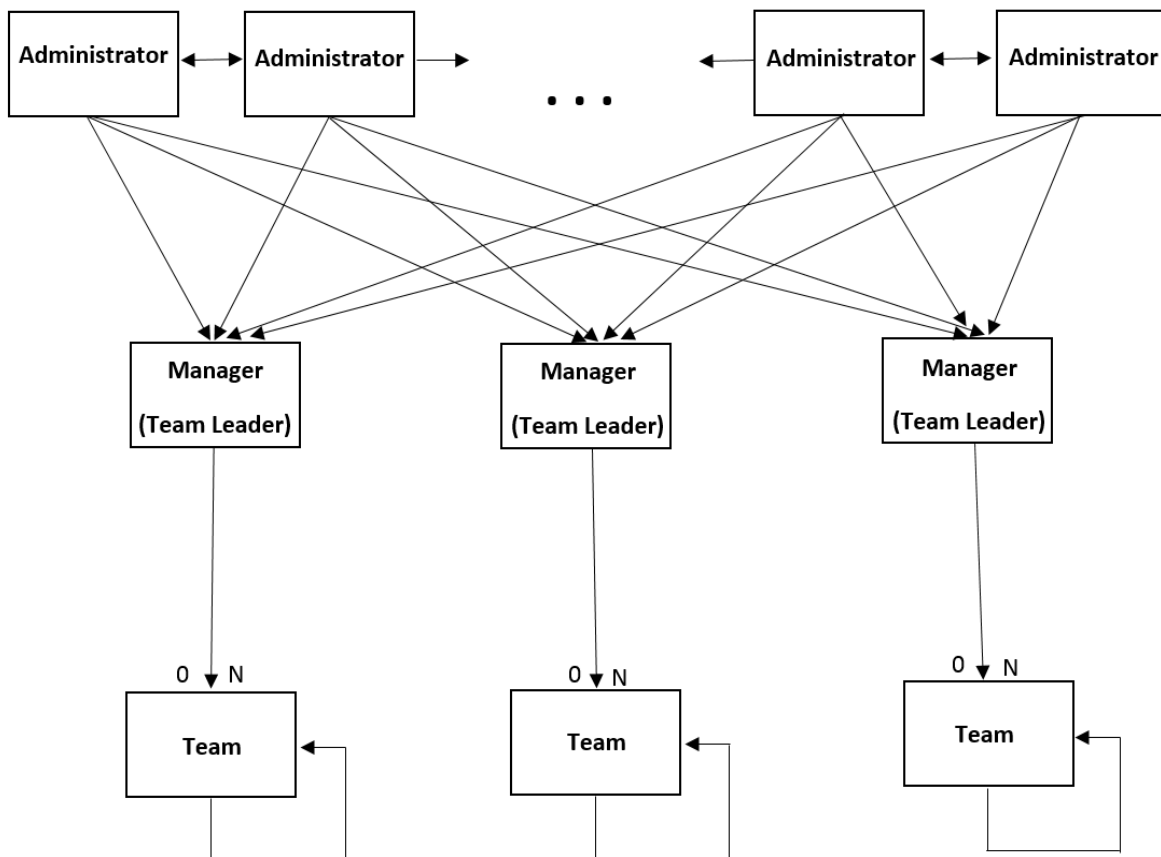 Administrator
Administrator
. . .
Administrator
Administrator
Manager
(Team Leader)
Manager
(Team Leader)
Manager
(Team Leader)
0 N
0 N
0 N
Team
Team
Team